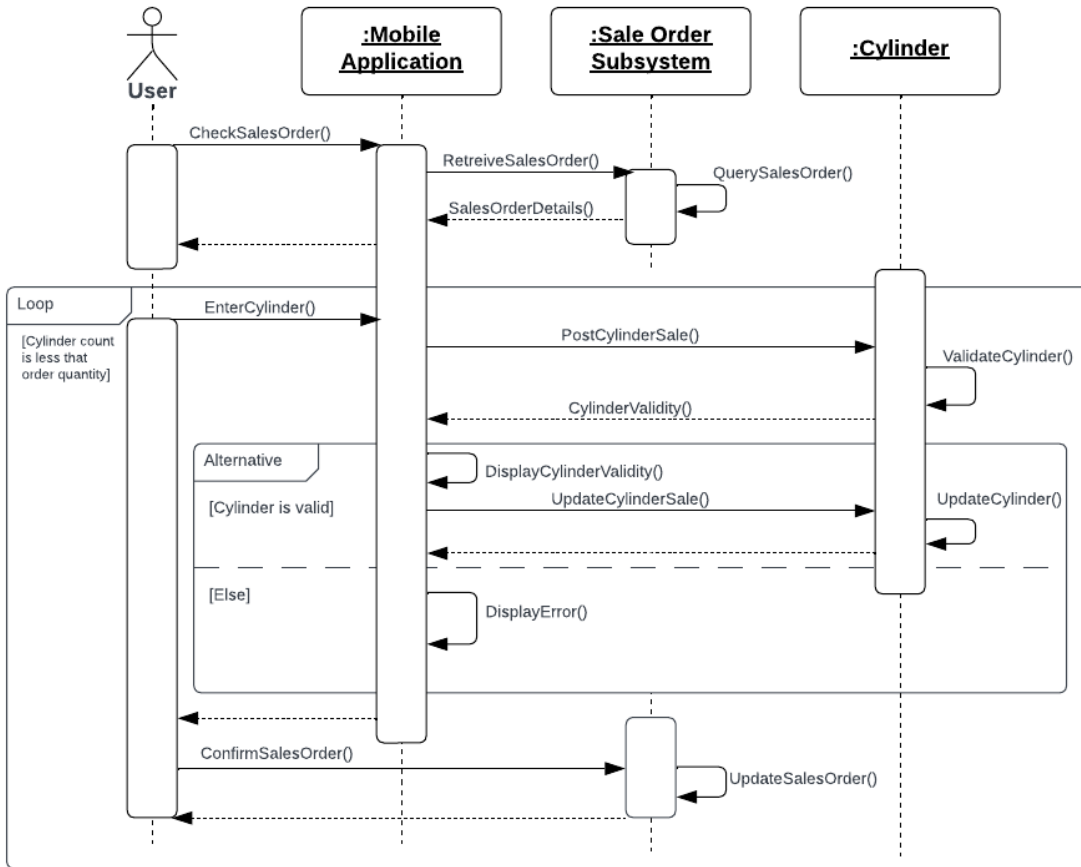 User
:Mobile
Application
:Sale Order
Subsystem
:Cylinder
CheckSalesOrder()
RetreiveSalesOrder()
QuerySalesOrder()
SalesOrderDetails()
Loop
[Cylinder count
is less that
order quantity]
EnterCylinder()
PostCylinderSale()
ValidateCylinder()
CylinderValidity()
Alternative
DisplayCylinderValidity()
[Cylinder is valid]
UpdateCylinderSale()
UpdateCylinder()
[Else]
DisplayError()
ConfirmSalesOrder()
UpdateSalesOrder()